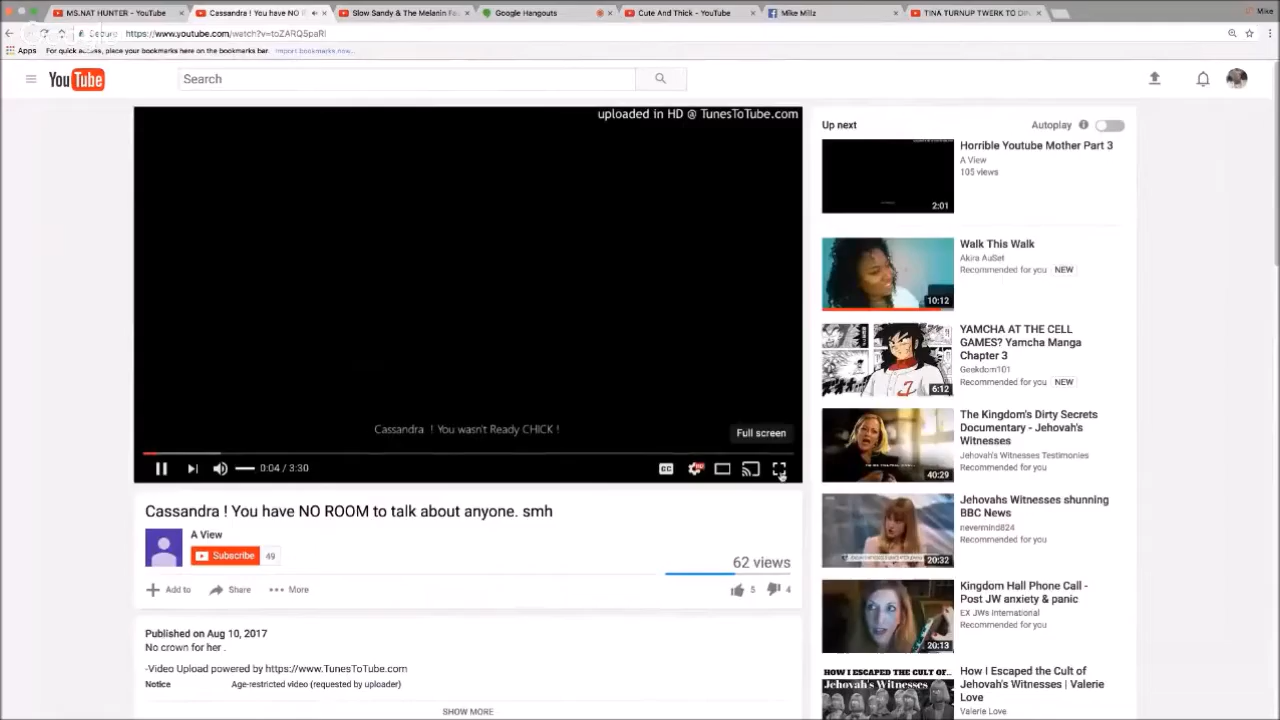 MS.NAT HUNTER - YouTube
Cassandra ! You have NO R
Slow Sandy & The Melanin Fea
Google Hangouts
Cute And Thick - YouTube
Mike Millz
TINA TURNUP TWERK TO DIN
Mike
Secure https://www.youtube.com/watch?v=toZARQ5paRI
Apps For quick access, place your bookmarks here on the bookmarks bar. Import bookmarks now...
YouTube
Search
uploaded in HD @ TunesToTube.com
Cassandra ! You wasn't Ready CHICK !
Full screen
0:04 / 3:30
CC
Cassandra ! You have NO ROOM to talk about anyone. smh
A View
Subscribe 49
62 views
Add to Share More
5 4
Published on Aug 10, 2017
No crown for her .
-Video Upload powered by https://www.TunesToTube.com
Notice Age-restricted video (requested by uploader)
SHOW MORE
Up next Autoplay
Horrible Youtube Mother Part 3
A View
105 views
2:01
Walk This Walk
Akira AuSet
Recommended for you NEW
10:12
YAMCHA AT THE CELL
GAMES? Yamcha Manga
Chapter 3
Geekdom101
Recommended for you NEW
6:12
The Kingdom's Dirty Secrets
Documentary - Jehovah's
Witnesses
Jehovah's Witnesses Testimonies
Recommended for you
40:29
Jehovahs Witnesses shunning
BBC News
nevermind824
Recommended for you
20:32
Kingdom Hall Phone Call -
Post JW anxiety & panic
EX JWs International
Recommended for you
20:13
HOW I ESCAPED THE CULT OF...
Jehovah's Witnesses
How I Escaped the Cult of
Jehovah's Witnesses | Valerie
Love
Valerie Love